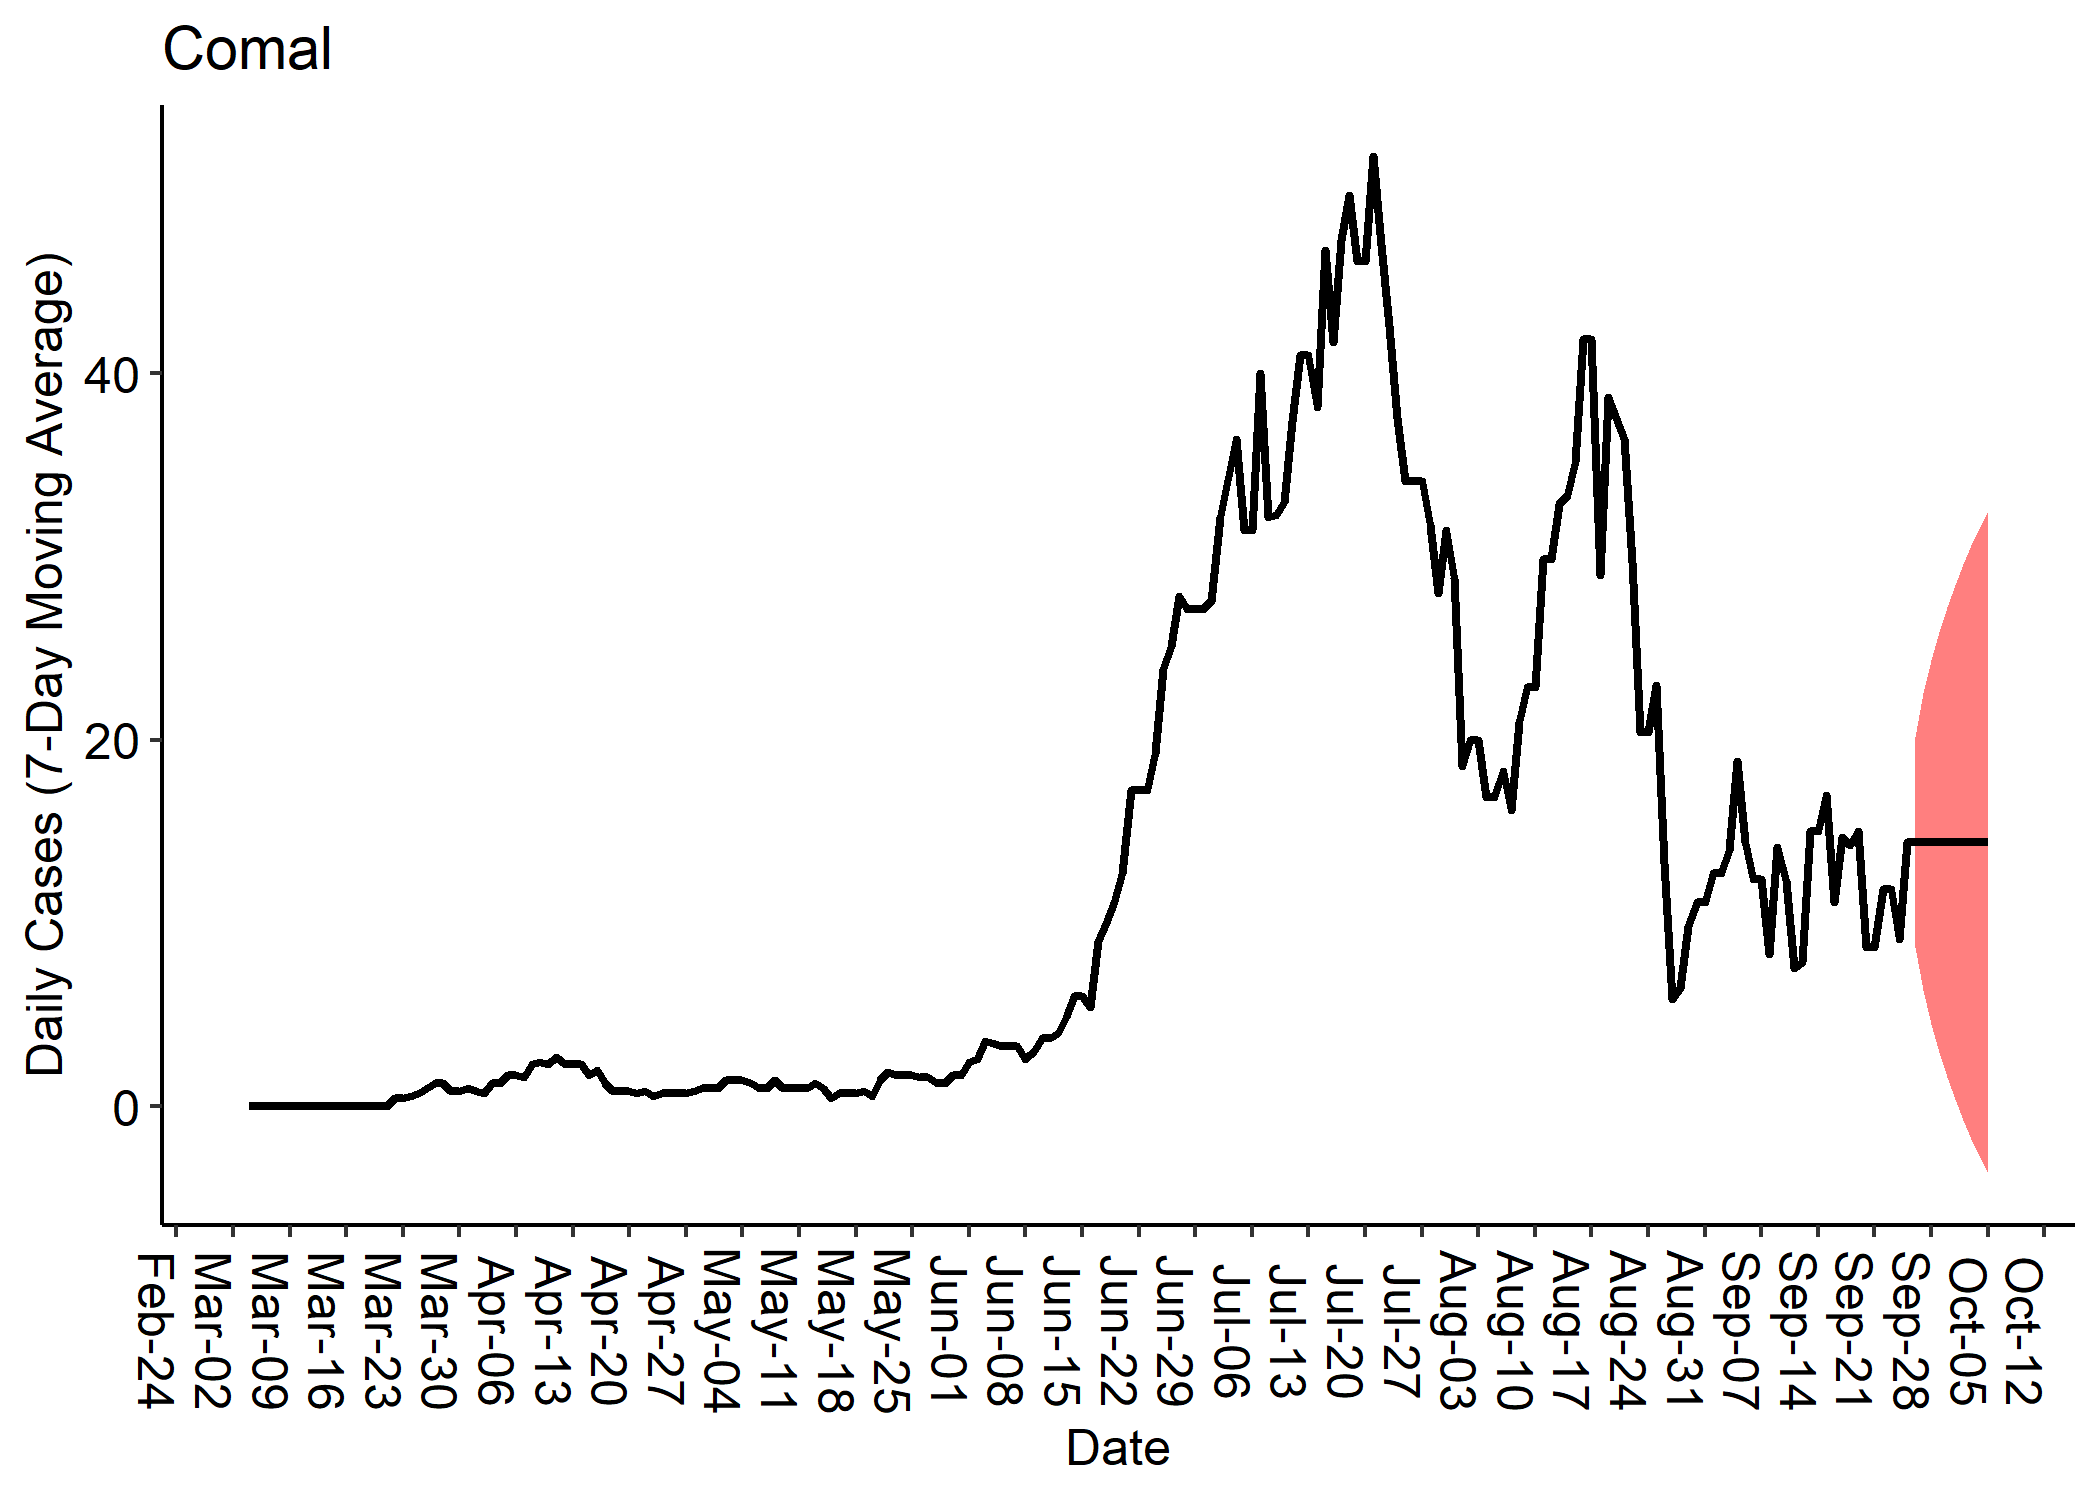 Comal
Daily Cases (7-Day Moving Average)
40
20
0
Feb-24
Mar-02
Mar-09
Mar-16
Mar-23
Mar-30
Apr-06
Apr-13
Apr-20
Apr-27
May-04
May-11
May-18
May-25
Jun-01
Jun-08
Jun-15
Jun-22
Jun-29
Jul-06
Jul-13
Jul-20
Jul-27
Aug-03
Aug-10
Aug-17
Aug-24
Aug-31
Sep-07
Sep-14
Sep-21
Sep-28
Oct-05
Oct-12
Date